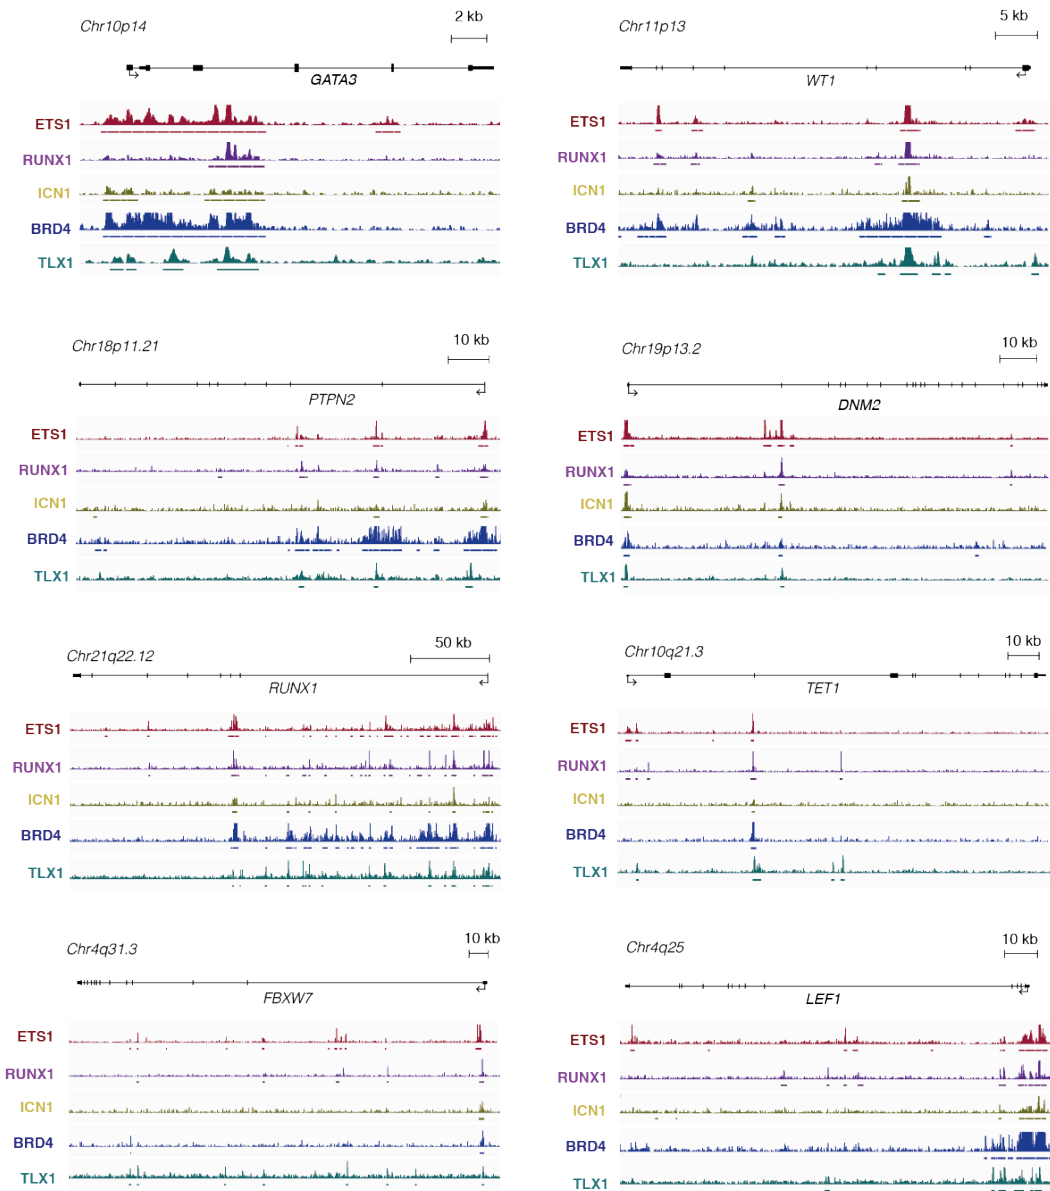 Chr10p14
2 kb
GATA3
ETS1
RUNX1
ICN1
BRD4
TLX1
Chr11p13
5 kb
WT1
ETS1
RUNX1
ICN1
BRD4
TLX1
Chr18p11.21
10 kb
PTPN2
ETS1
RUNX1
ICN1
BRD4
TLX1
Chr19p13.2
10 kb
DNM2
ETS1
RUNX1
ICN1
BRD4
TLX1
Chr21q22.12
50 kb
RUNX1
ETS1
RUNX1
ICN1
BRD4
TLX1
Chr10q21.3
10 kb
TET1
ETS1
RUNX1
ICN1
BRD4
TLX1
Chr4q31.3
10 kb
FBXW7
ETS1
RUNX1
ICN1
BRD4
TLX1
Chr4q25
10 kb
LEF1
ETS1
RUNX1
ICN1
BRD4
TLX1